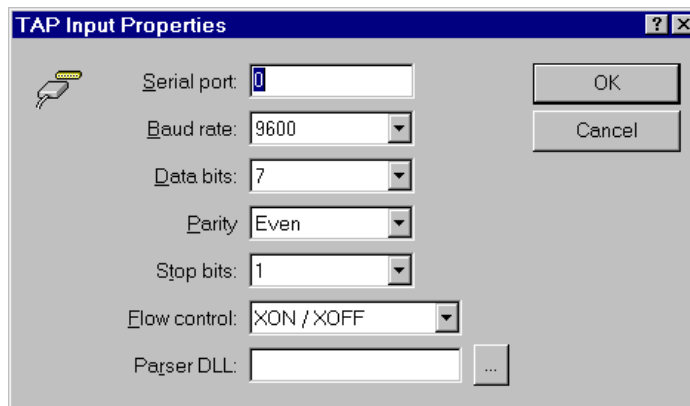 TAP Input Properties ? ×
Serial port: 0 OK
Baud rate: 9600 Cancel
Data bits: 7
Parity Even
Stop bits: 1
Flow control: XON / XOFF
Parser DLL: ...